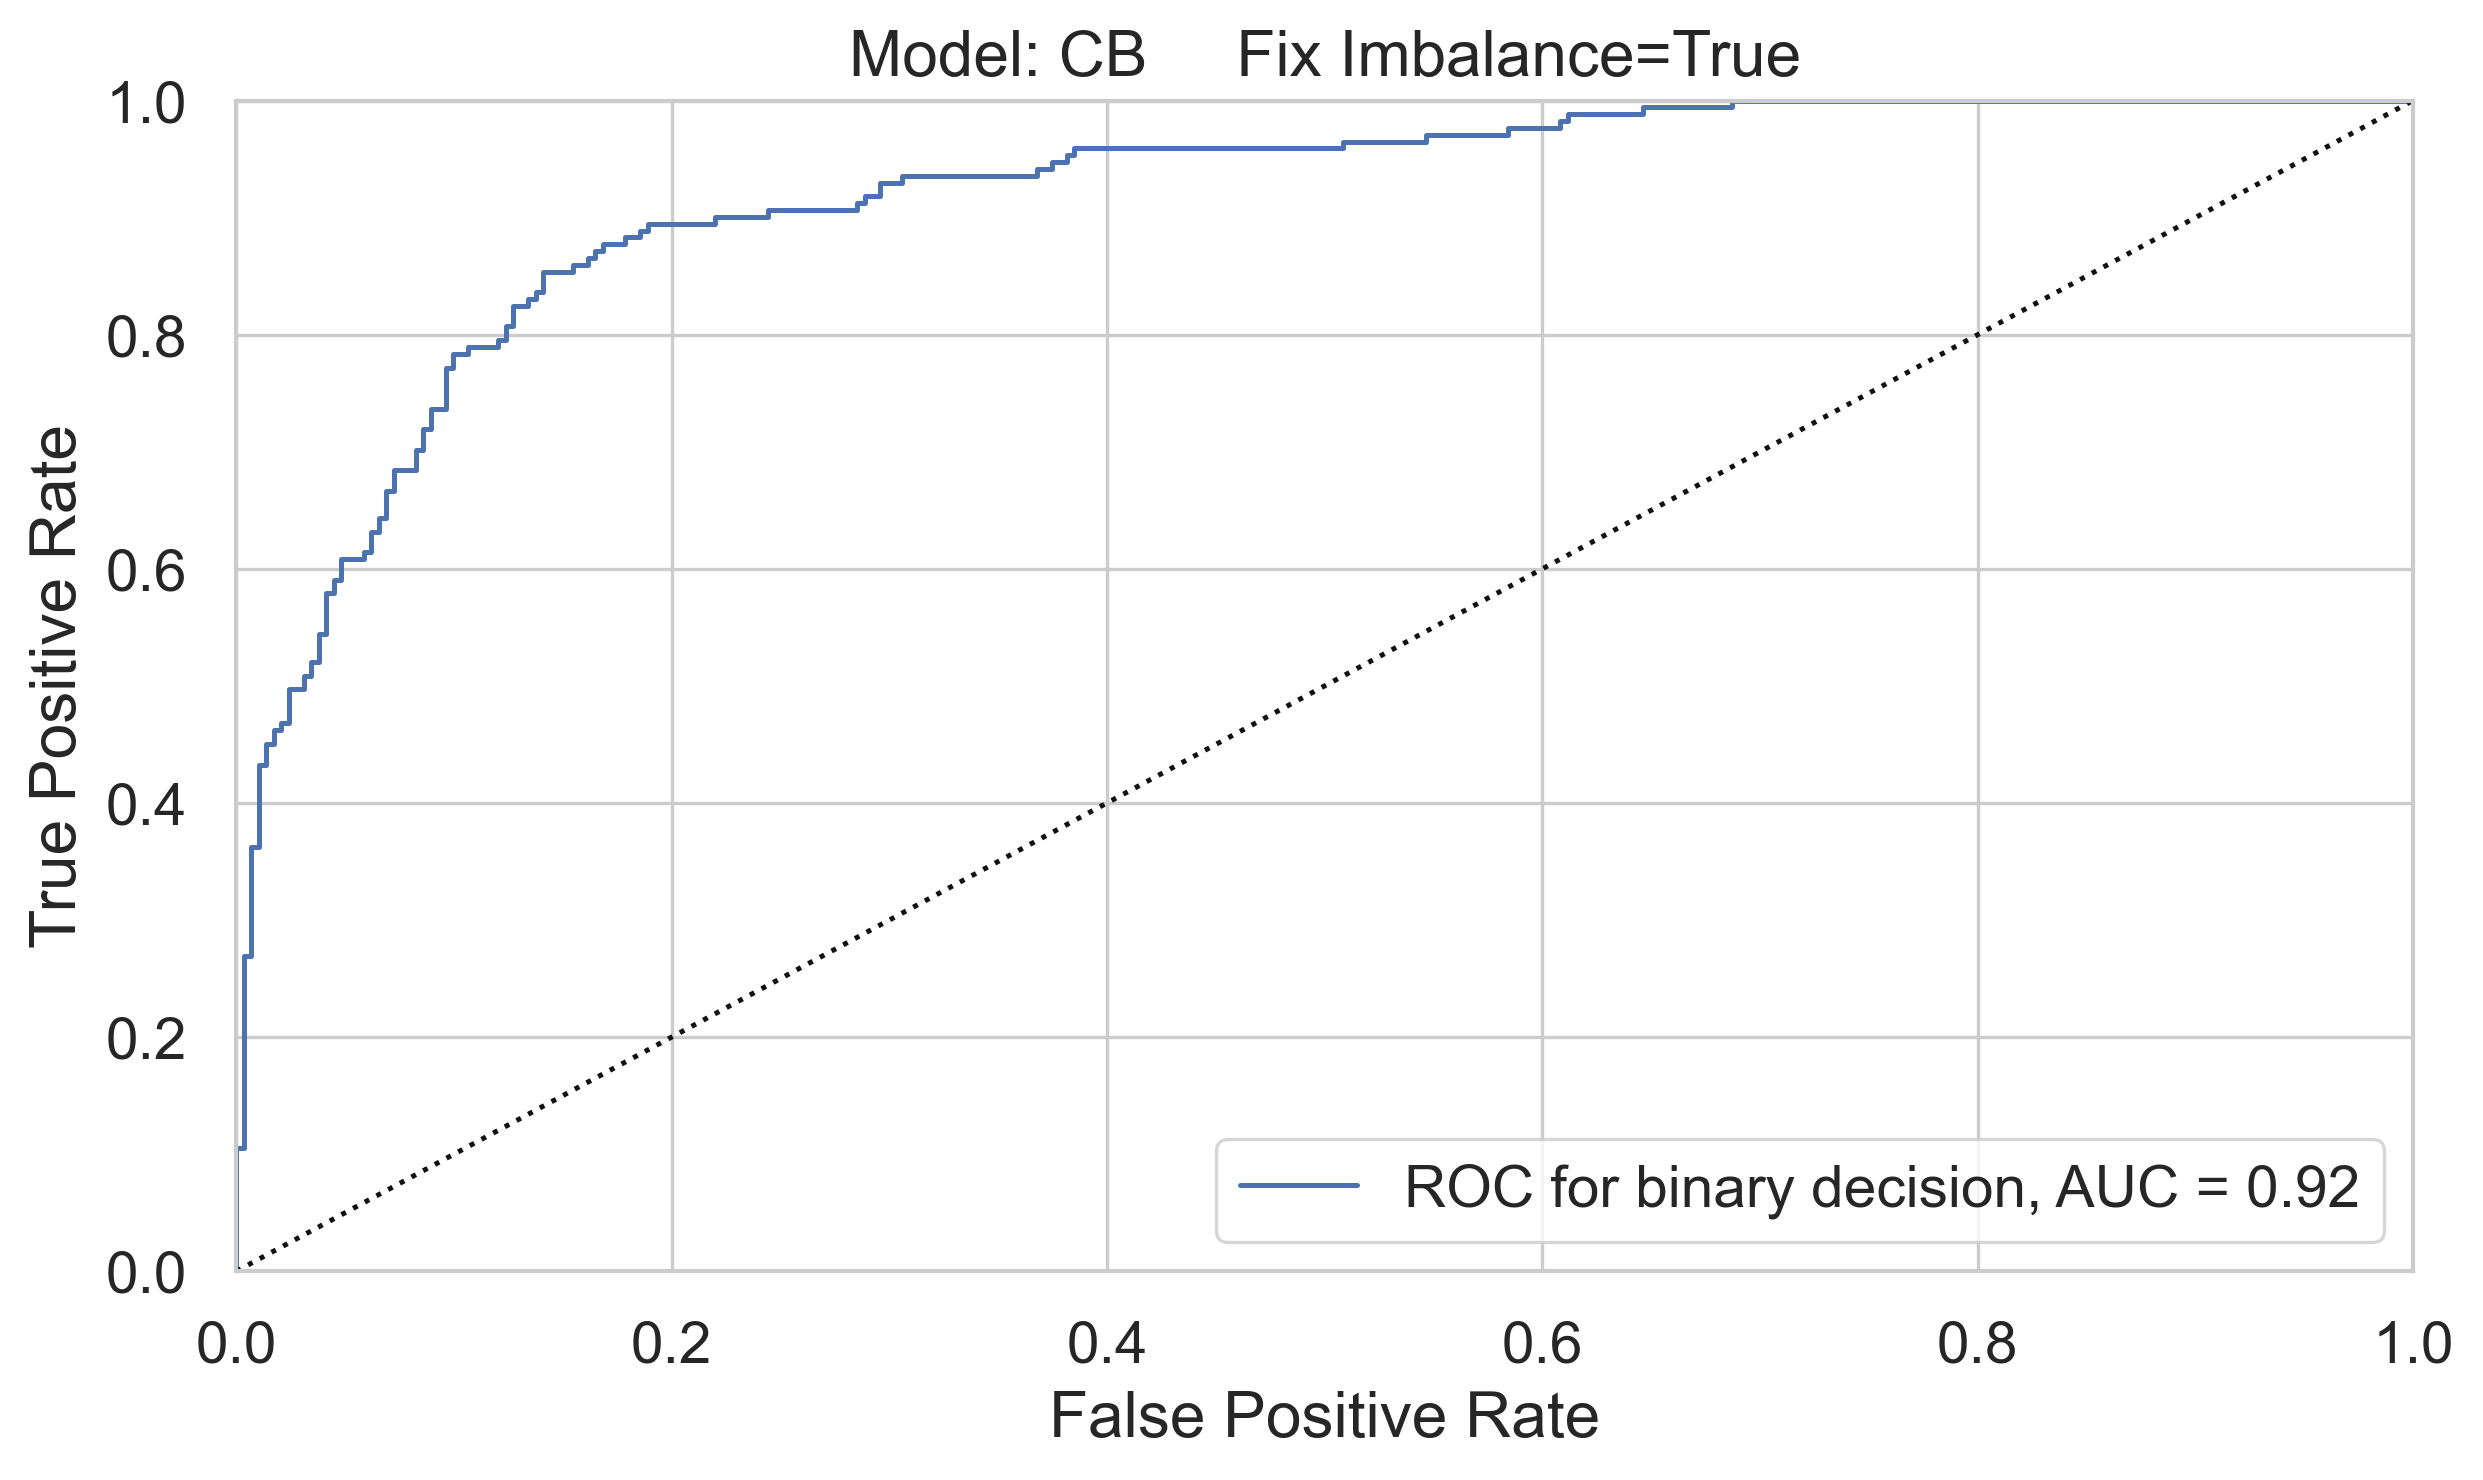 Model: CB Fix Imbalance=True
True Positive Rate
1.0
0.8
0.6
0.4
0.2
0.0
ROC for binary decision, AUC = 0.92
0.0 0.2 0.4 0.6 0.8 1.0
False Positive Rate